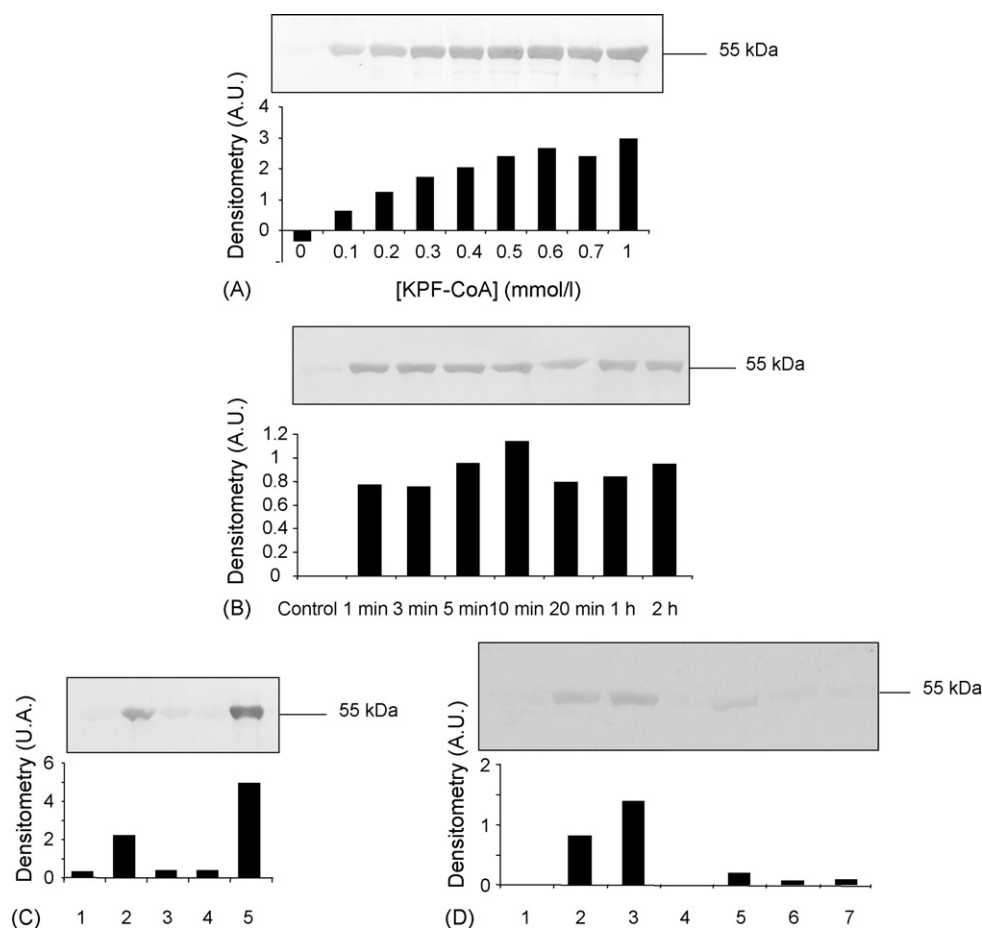 55 kDa
Densitometry (A.U.)
4
3
2
1
0
0 0.1 0.2 0.3 0.4 0.5 0.6 0.7 1
(A) [KPF-CoA] (mmol/l)
55 kDa
Densitometry (A.U.)
1.2
1
0.8
0.6
0.4
0.2
0
(B) Control 1 min 3 min 5 min10 min 20 min 1 h 2 h
55 kDa
Densitometry (U.A.)
6
4
2
0
(C) 1 2 3 4 5
55 kDa
Densitometry (A.U.)
2
1
0
(D) 1 2 3 4 5 6 7